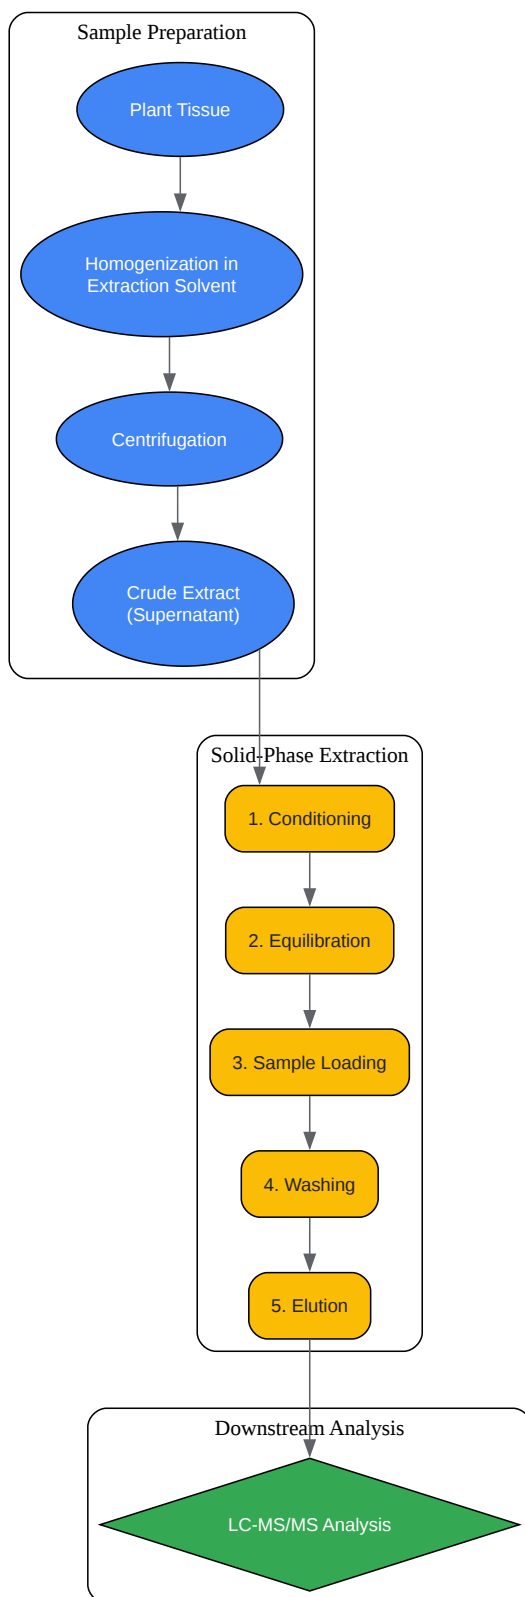 Sample Preparation
Plant Tissue
Homogenization in
Extraction Solvent
Centrifugation
Crude Extract
(Supernatant)
Solid-Phase Extraction
1. Conditioning
2. Equilibration
3. Sample Loading
4. Washing
5. Elution
Downstream Analysis
LC-MS/MS Analysis